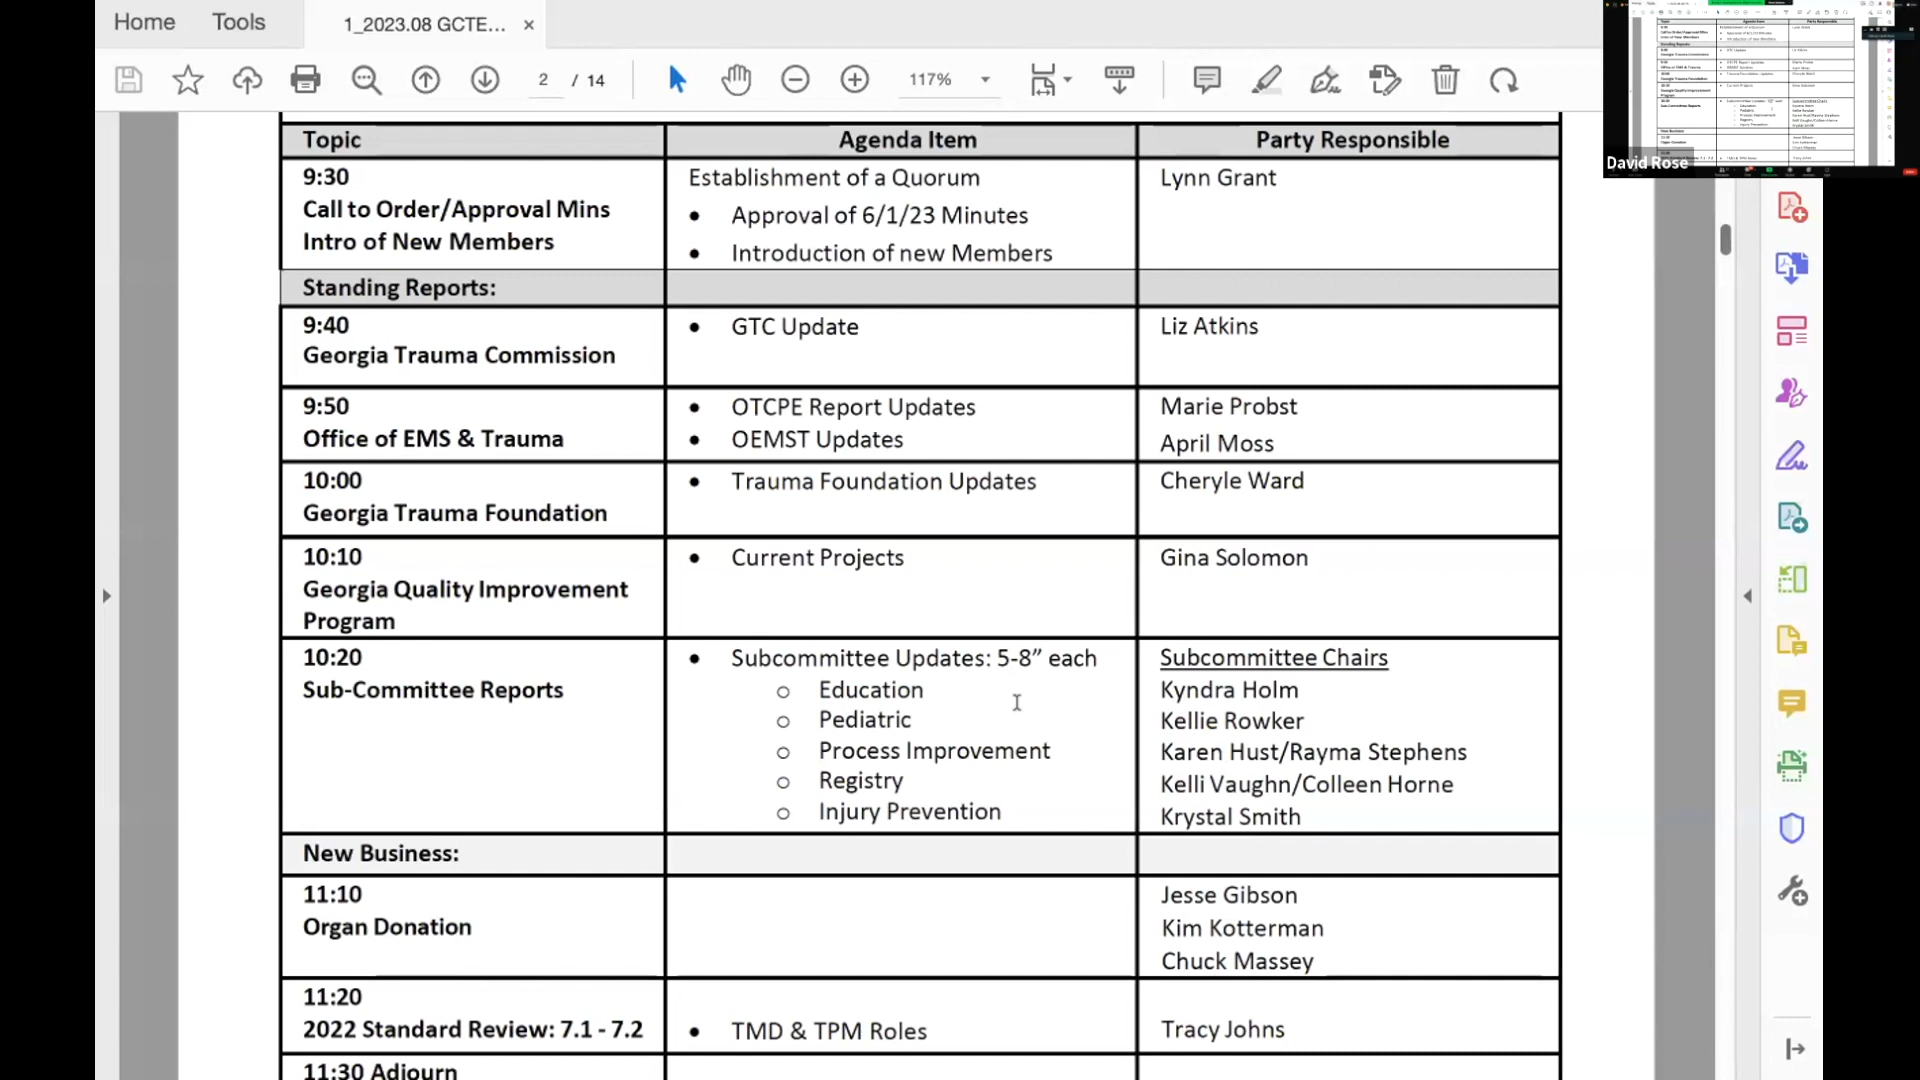 Home Tools 1_2023.08 GCTE... ×
2 / 14 117%
Topic Agenda Item Party Responsible
9:30 Establishment of a Quorum Lynn Grant
Call to Order/Approval Mins • Approval of 6/1/23 Minutes
Intro of New Members • Introduction of new Members
Standing Reports:
9:40 • GTC Update Liz Atkins
Georgia Trauma Commission
9:50 • OTCPE Report Updates Marie Probst
Office of EMS & Trauma • OEMST Updates April Moss
10:00 • Trauma Foundation Updates Cheryle Ward
Georgia Trauma Foundation
10:10 • Current Projects Gina Solomon
Georgia Quality Improvement
Program
10:20 • Subcommittee Updates: 5-8” each Subcommittee Chairs
Sub-Committee Reports o Education Kyndra Holm
o Pediatric Kellie Rowker
o Process Improvement Karen Hust/Rayma Stephens
o Registry Kelli Vaughn/Colleen Horne
o Injury Prevention Krystal Smith
New Business:
11:10 Jesse Gibson
Organ Donation Kim Kotterman
Chuck Massey
11:20
2022 Standard Review: 7.1 - 7.2 • TMD & TPM Roles Tracy Johns
11:30 Adjourn
David Rose